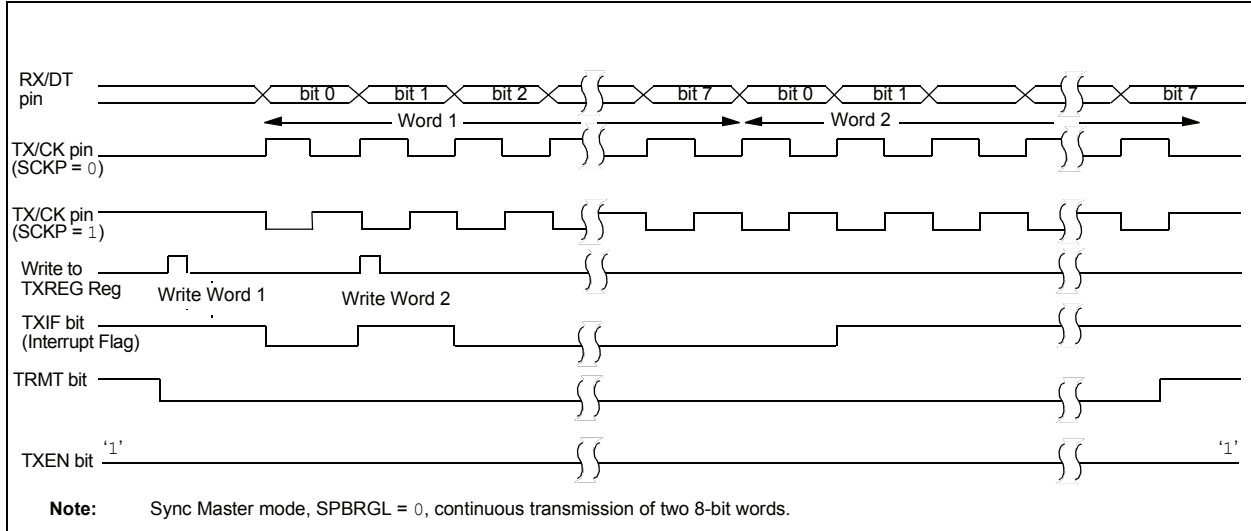 RX/DT
pin
bit 0 bit 1 bit 2 bit 7 bit 0 bit 1 bit 7
Word 1 Word 2
TX/CK pin
(SCKP = 0)
TX/CK pin
(SCKP = 1)
Write to
TXREG Reg
Write Word 1 Write Word 2
TXIF bit
(Interrupt Flag)
TRMT bit
TXEN bit ‘1’ ‘1’
Note: Sync Master mode, SPBRGL = 0, continuous transmission of two 8-bit words.